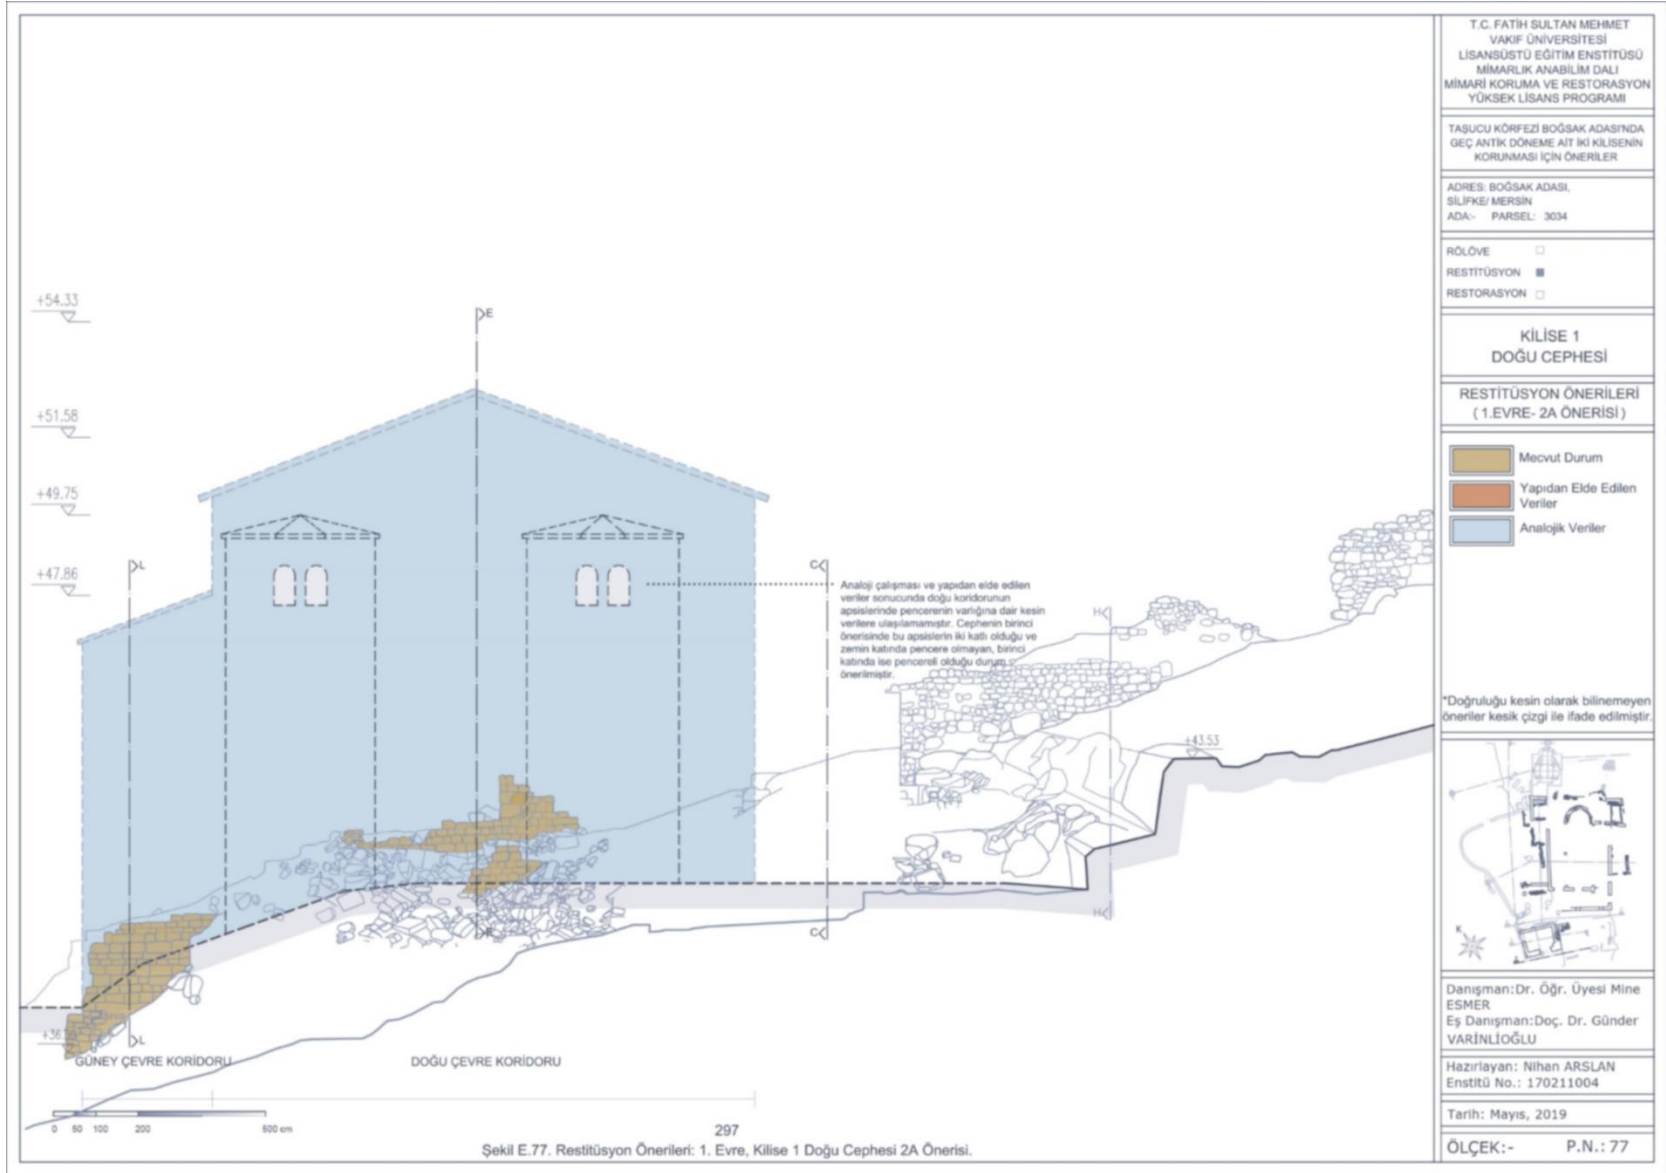 T.C. FATİH SULTAN MEHMET
VAKIF ÜNİVERSİTESİ
LİSANSÜSTÜ EĞİTİM ENSTİTÜSÜ
MİMARLIK ANABİLİM DALI
MİMARİ KORUMA VE RESTORASYON
YÜKSEK LİSANS PROGRAMI
TAŞUCU KÖRFEZİ BOĞSAK ADASI'NDA
GEÇ ANTİK DÖNEME AİT İKİ KİLİSENİN
KORUNMASI İÇİN ÖNERİLER
ADRES: BOĞSAK ADASI,
SİLİFKE/ MERSİN
ADA:- PARSEL: 3034
RÖLÖVE
RESTİTÜSYON
RESTORASYON
KİLİSE 1
DOĞU CEPHESİ
RESTİTÜSYON ÖNERİLERİ
( 1.EVRE- 2A ÖNERİSİ )
Mecvut Durum
Yapıdan Elde Edilen
Veriler
Analojik Veriler
*Doğruluğu kesin olarak bilinemeyen
öneriler kesik çizgi ile ifade edilmiştir.
K
Danışman:Dr. Öğr. Üyesi Mine
ESMER
Eş Danışman:Doç. Dr. Günder
VARİNLİOĞLU
Hazırlayan: Nihan ARSLAN
Enstitü No.: 170211004
Tarih: Mayıs, 2019
ÖLÇEK:- P.N.: 77
+54.33
E
+51.58
+49.75
+47.86
L
C
Analoji çalışması ve yapıdan elde edilen
veriler sonucunda doğu koridorunun
apsislerinde pencerenin varlığına dair kesin
verilere ulaşılamamıştır. Cephenin birinci
önerisinde bu apsislerin iki katlı olduğu ve
zemin katında pencere olmayan, birinci
katında ise pencereli olduğu durum
önerilmiştir.
H
+43.53
H
C
E
L
GÜNEY ÇEVRE KORİDORU
DOĞU ÇEVRE KORİDORU
0 50 100 200 500 cm
297
Şekil E.77. Restitüsyon Önerileri: 1. Evre, Kilise 1 Doğu Cephesi 2A Önerisi.